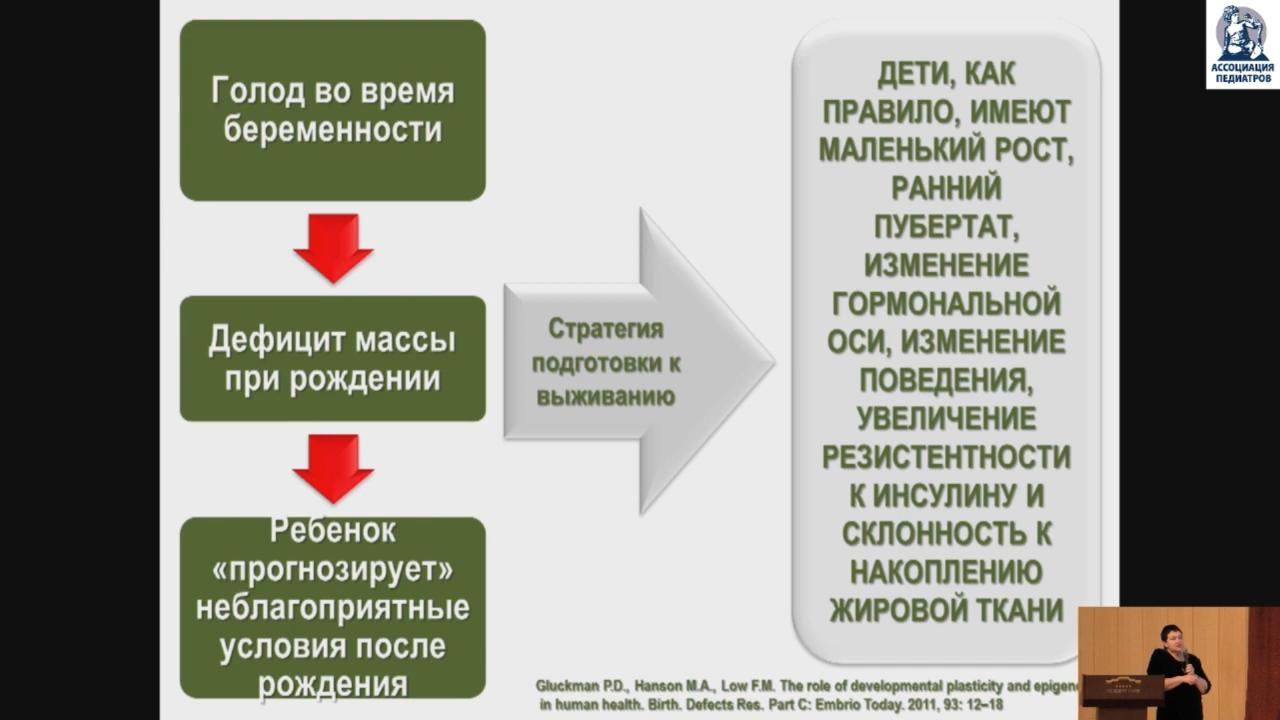 Голод во время
беременности
Дефицит массы
при рождении
Ребенок
«прогнозирует»
неблагоприятные
условия после
рождения
Стратегия
подготовки к
выживанию
ДЕТИ, КАК
ПРАВИЛО, ИМЕЮТ
МАЛЕНЬКИЙ РОСТ,
РАННИЙ
ПУБЕРТАТ,
ИЗМЕНЕНИЕ
ГОРМОНАЛЬНОЙ
ОСИ, ИЗМЕНЕНИЕ
ПОВЕДЕНИЯ,
УВЕЛИЧЕНИЕ
РЕЗИСТЕНТНОСТИ
К ИНСУЛИНУ И
СКЛОННОСТЬ К
НАКОПЛЕНИЮ
ЖИРОВОЙ ТКАНИ
Gluckman P.D., Hanson M.A., Low F.M. The role of developmental plasticity and epigen
in human health. Birth. Defects Res. Part C: Embrio Today. 2011, 93: 12–18
АССОЦИАЦИЯ
ПЕДИАТРОВ